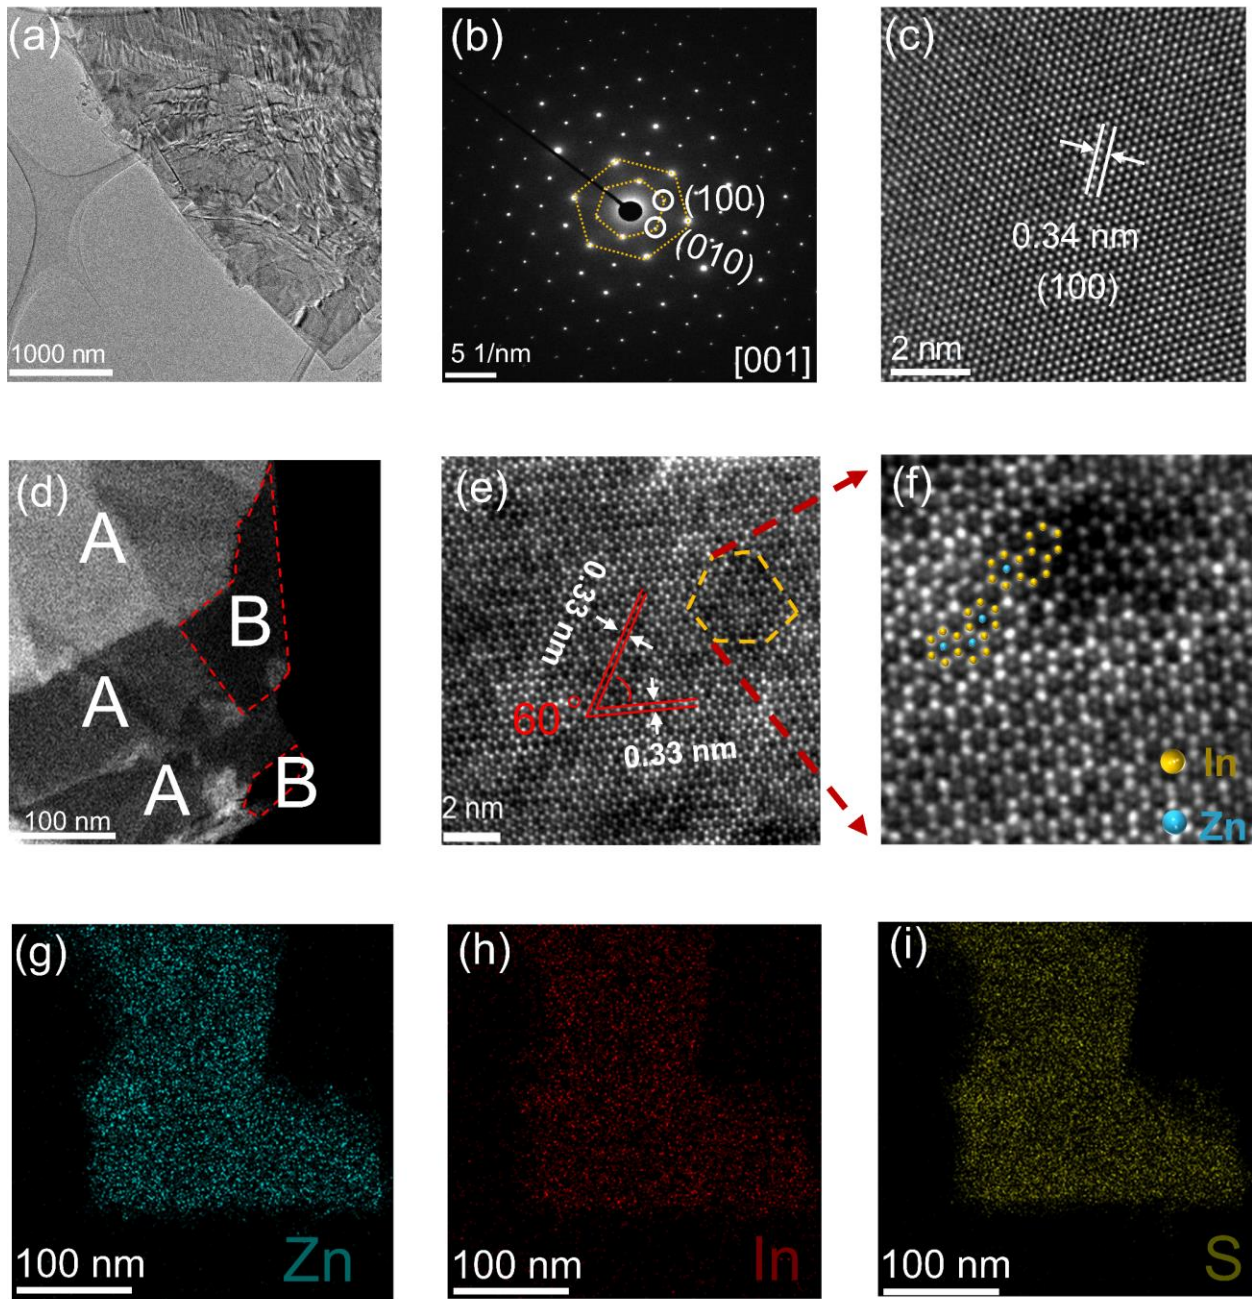 (a)
1000 nm
(b)
(100)
(010)
5 1/nm
[001]
(c)
0.34 nm
(100)
2 nm
(d)
A
B
A
A
B
100 nm
(e)
0.33 nm
60°
0.33 nm
2 nm
(f)
In
Zn
(g)
100 nm
Zn
(h)
100 nm
In
(i)
100 nm
S